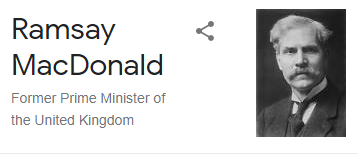 Ramsay
MacDonald
Former Prime Minister of
the United Kingdom